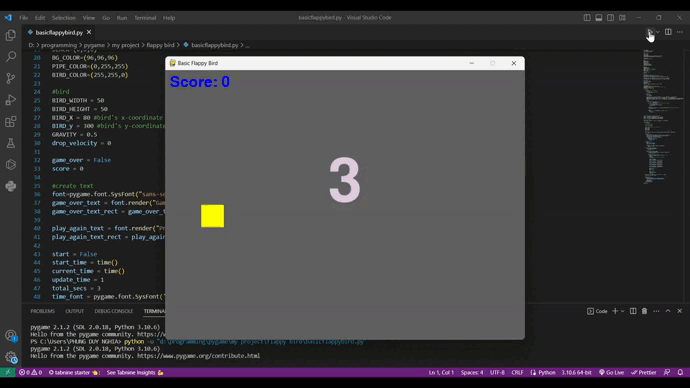 File Edit Selection View Go Run Terminal Help
basicflappybird.py - Visual Studio Code
basicflappybird.py
D: > programming > pygame > my project > flappy bird > basicflappybird.py > ...
20 BG_COLOR=(96,96,96)
21 PIPE_COLOR=(0,255,255)
22 BIRD_COLOR=(255,255,0)
23
24 #bird
25 BIRD_WIDTH = 50
26 BIRD_HEIGHT = 50
27 BIRD_X = 80 #bird's x-coordinate
28 BIRD_y = 300 #bird's y-coordinate
29 GRAVITY = 0.5
30 drop_velocity = 0
31
32 game_over = False
33 score = 0
34
35 #create text
36 font=pygame.font.SysFont("sans-se
37 game_over_text = font.render("Ga
38 game_over_text_rect = game_over_t
39
40 play_again_text = font.render("Pr
41 play_again_text_rect = play_again
42
43 start = False
44 start_time = time()
45 current_time = time()
46 update_time = 1
47 total_secs = 3
48 time_font = pygame.font.SysFont("
Basic Flappy Bird
Score: 0
3
PROBLEMS OUTPUT DEBUG CONSOLE TERMINAL
Code
pygame 2.1.2 (SDL 2.0.18, Python 3.10.6)
Hello from the pygame community. https://w
PS C:\Users\PHUNG DUY NGHIA> python -u "d:\programming\pygame\my project\flappy bird\basicflappybird.py"
pygame 2.1.2 (SDL 2.0.18, Python 3.10.6)
Hello from the pygame community. https://www.pygame.org/contribute.html
0 0 tabnine starter See Tabnine Insights Ln 1, Col 1 Spaces: 4 UTF-8 CRLF Python 3.10.6 64-bit Go Live Prettier